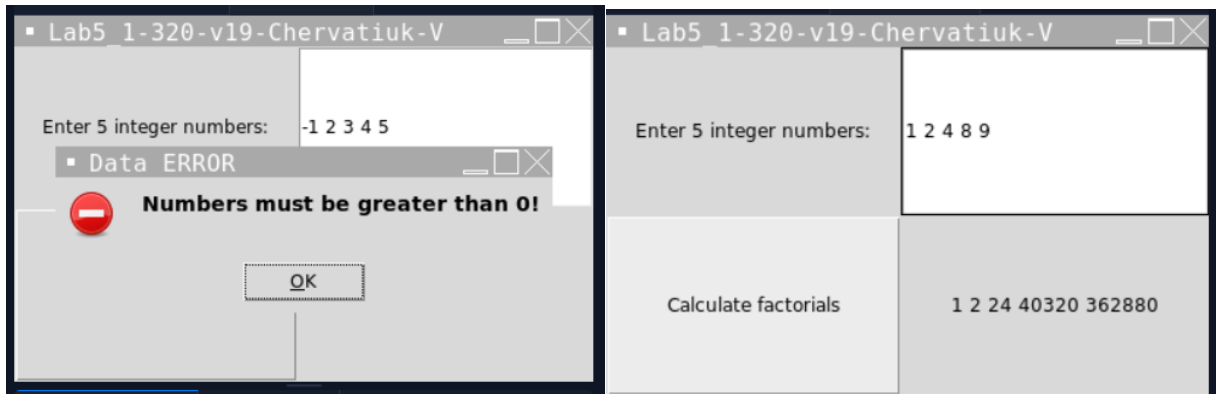 Lab5_1-320-v19-Chervatiuk-V
Enter 5 integer numbers: -1 2 3 4 5
Data ERROR
Numbers must be greater than 0!
OK
Lab5_1-320-v19-Chervatiuk-V
Enter 5 integer numbers: 1 2 4 8 9
Calculate factorials 1 2 24 40320 362880